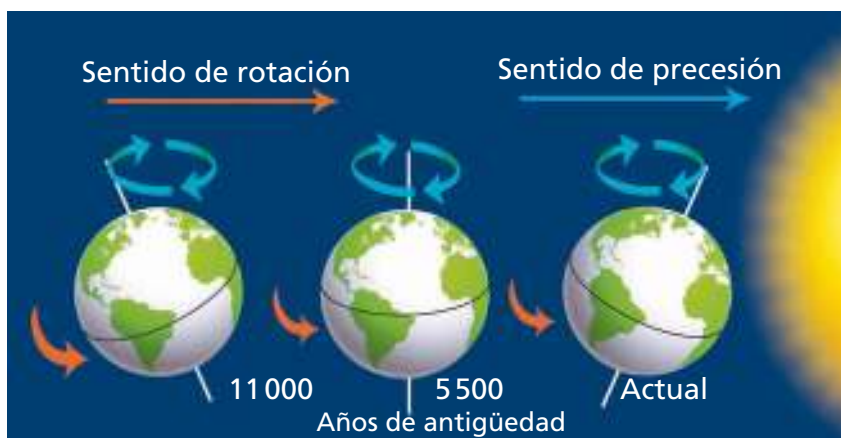 Sentido de rotación
Sentido de precesión
11 000
5 500
Actual
Años de antigüedad